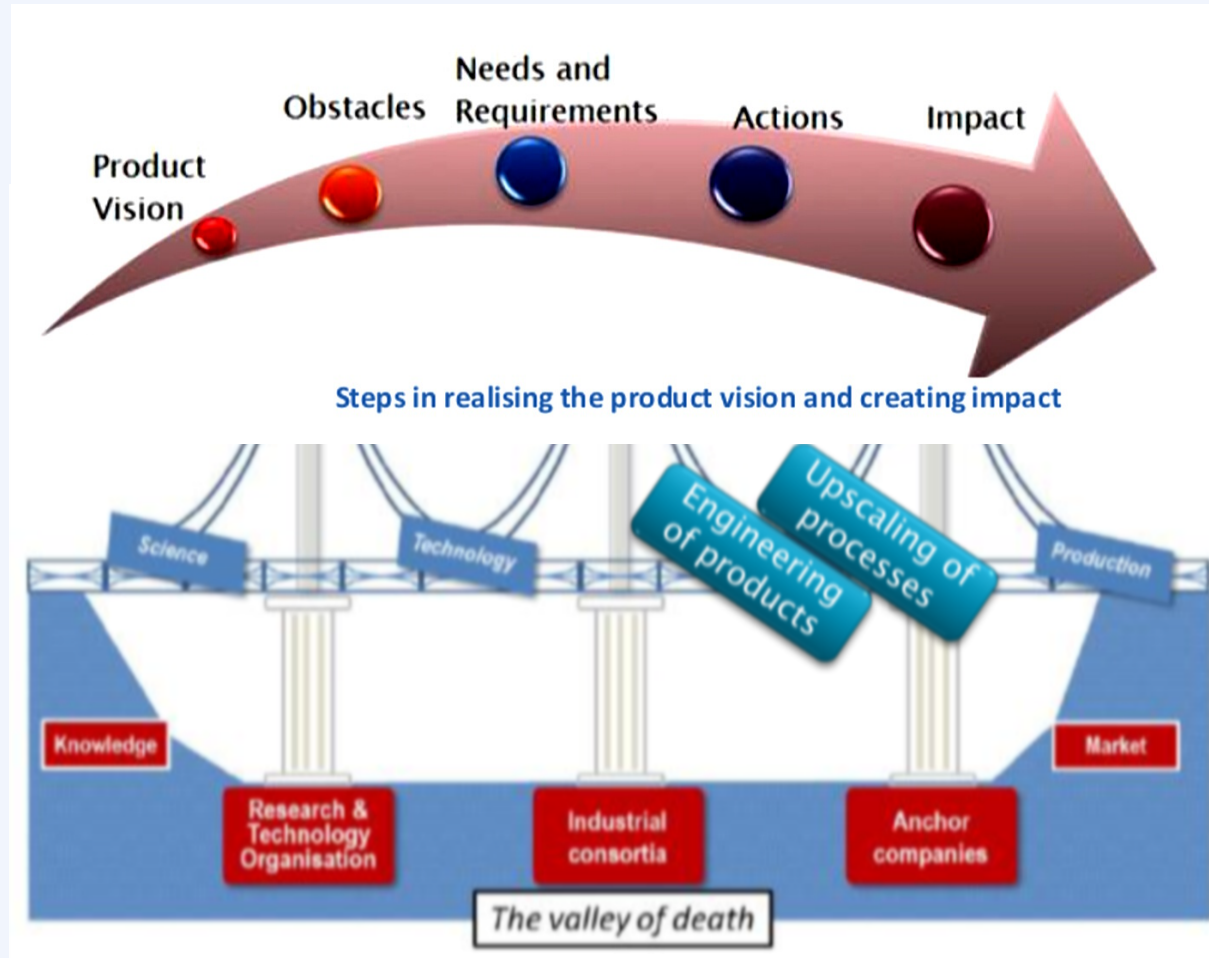 Needs and
Requirements
Obstacles
Actions
Impact
Product
Vision
Steps in realising the product vision and creating impact
Science
Technology
Engineering
of products
Upscaling of
processes
Production
Knowledge
Market
Research &
Technology
Organisation
Industrial
consortia
Anchor
companies
The valley of death